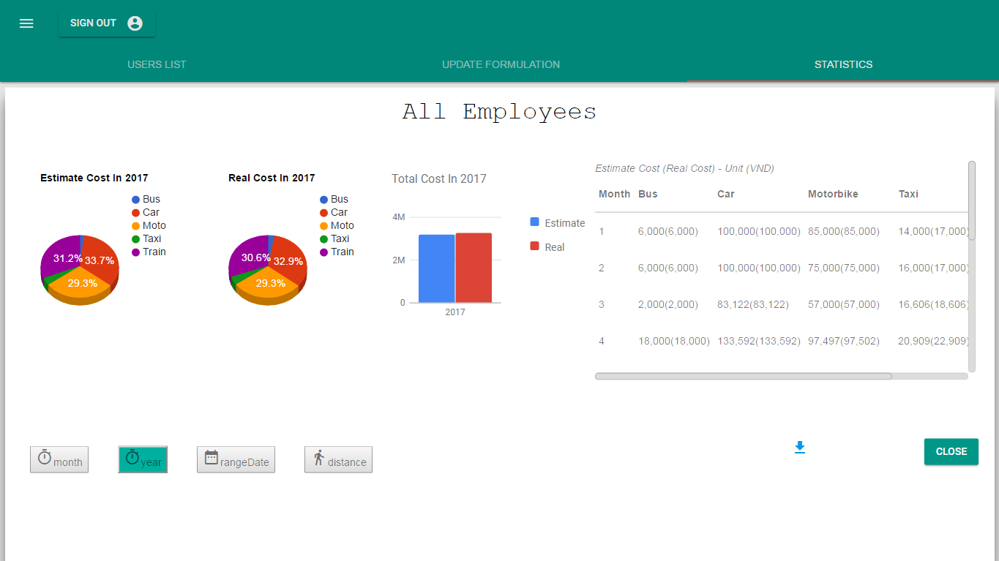 SIGN OUT
USERS LIST
UPDATE FORMULATION
STATISTICS
All Employees
Estimate Cost In 2017
Bus
Car
Moto
Taxi
Train
31.2%
33.7%
29.3%
Real Cost In 2017
Bus
Car
Moto
Taxi
Train
30.6%
32.9%
29.3%
Total Cost In 2017
4M
2M
0
2017
Estimate
Real
Estimate Cost (Real Cost) - Unit (VND)
Month Bus Car Motorbike Taxi
1 6,000(6,000) 100,000(100,000) 85,000(85,000) 14,000(17,000)
2 6,000(6,000) 100,000(100,000) 75,000(75,000) 16,000(17,000)
3 2,000(2,000) 83,122(83,122) 57,000(57,000) 16,606(18,606)
4 18,000(18,000) 133,592(133,592) 97,497(97,502) 20,909(22,909)
month
year
rangeDate
distance
CLOSE